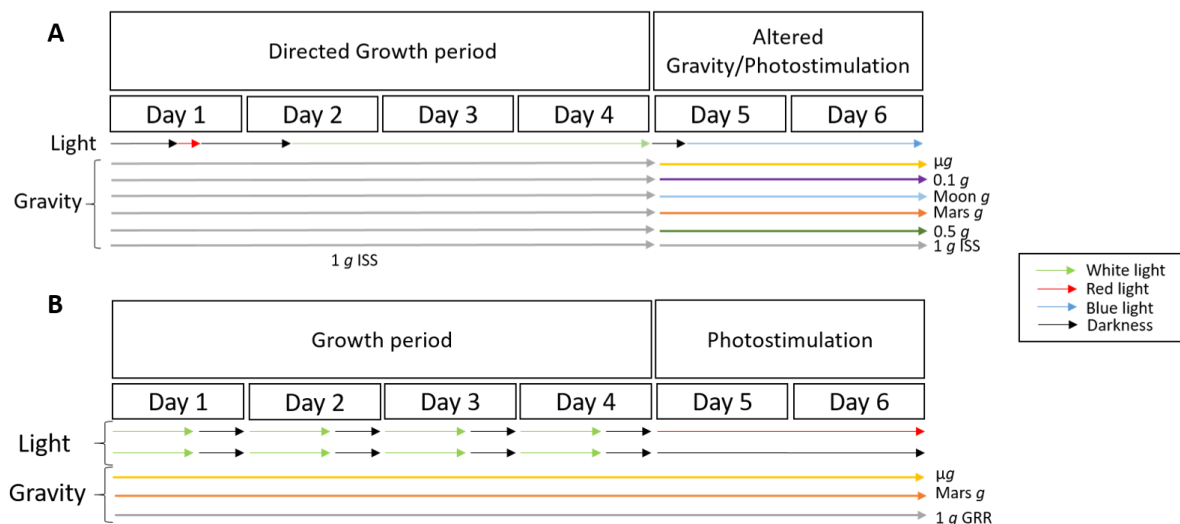 A
Directed Growth period
Altered
Gravity/Photostimulation
Day 1
Day 2
Day 3
Day 4
Day 5
Day 6
Light
Gravity
μg
0.1 g
Moon g
Mars g
0.5 g
1 g ISS
1 g ISS
White light
Red light
Blue light
Darkness
B
Growth period
Photostimulation
Day 1
Day 2
Day 3
Day 4
Day 5
Day 6
Light
Gravity
μg
Mars g
1 g GRR